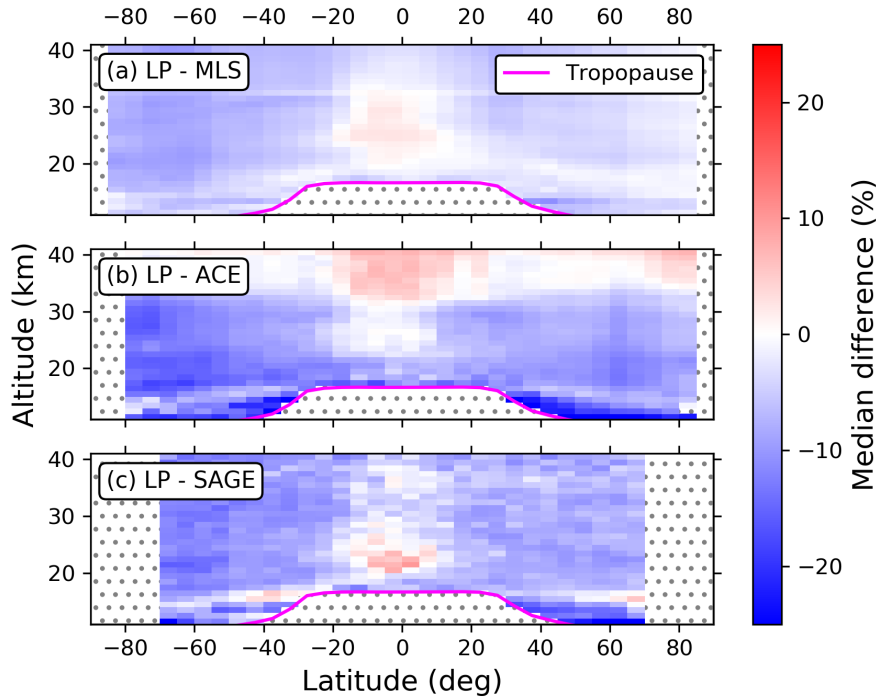 −80 −60 −40 −20 0 20 40 60 80
(a) LP - MLS
Tropopause
40
30
20
(b) LP - ACE
40
30
20
(c) LP - SAGE
40
30
20
−80 −60 −40 −20 0 20 40 60 80
Latitude (deg)
Altitude (km)
20
10
0
−10
−20
Median difference (%)